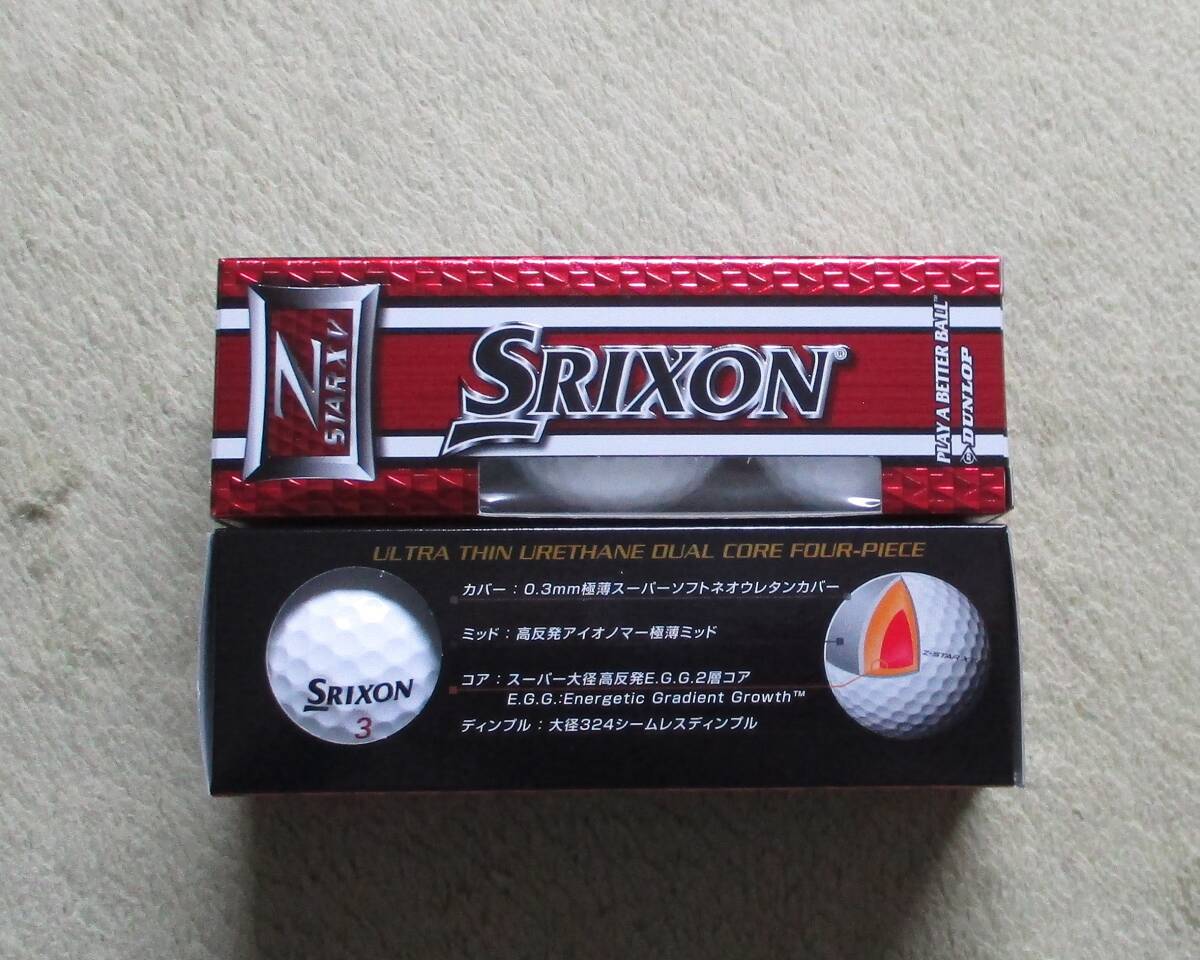 Z
STAR XV
SRIXON®
PLAY A BETTER BALL™
DUNLOP
ULTRA THIN URETHANE DUAL CORE FOUR-PIECE
カバー：0.3mm極薄スーパーソフトネオウレタンカバー
ミッド：高反発アイオノマー極薄ミッド
コア：スーパー大径高反発E.G.G.2層コア
E.G.G.:Energetic Gradient Growth™
ディンプル：大径324シームレスディンプル
SRIXON
3
Z-STAR X